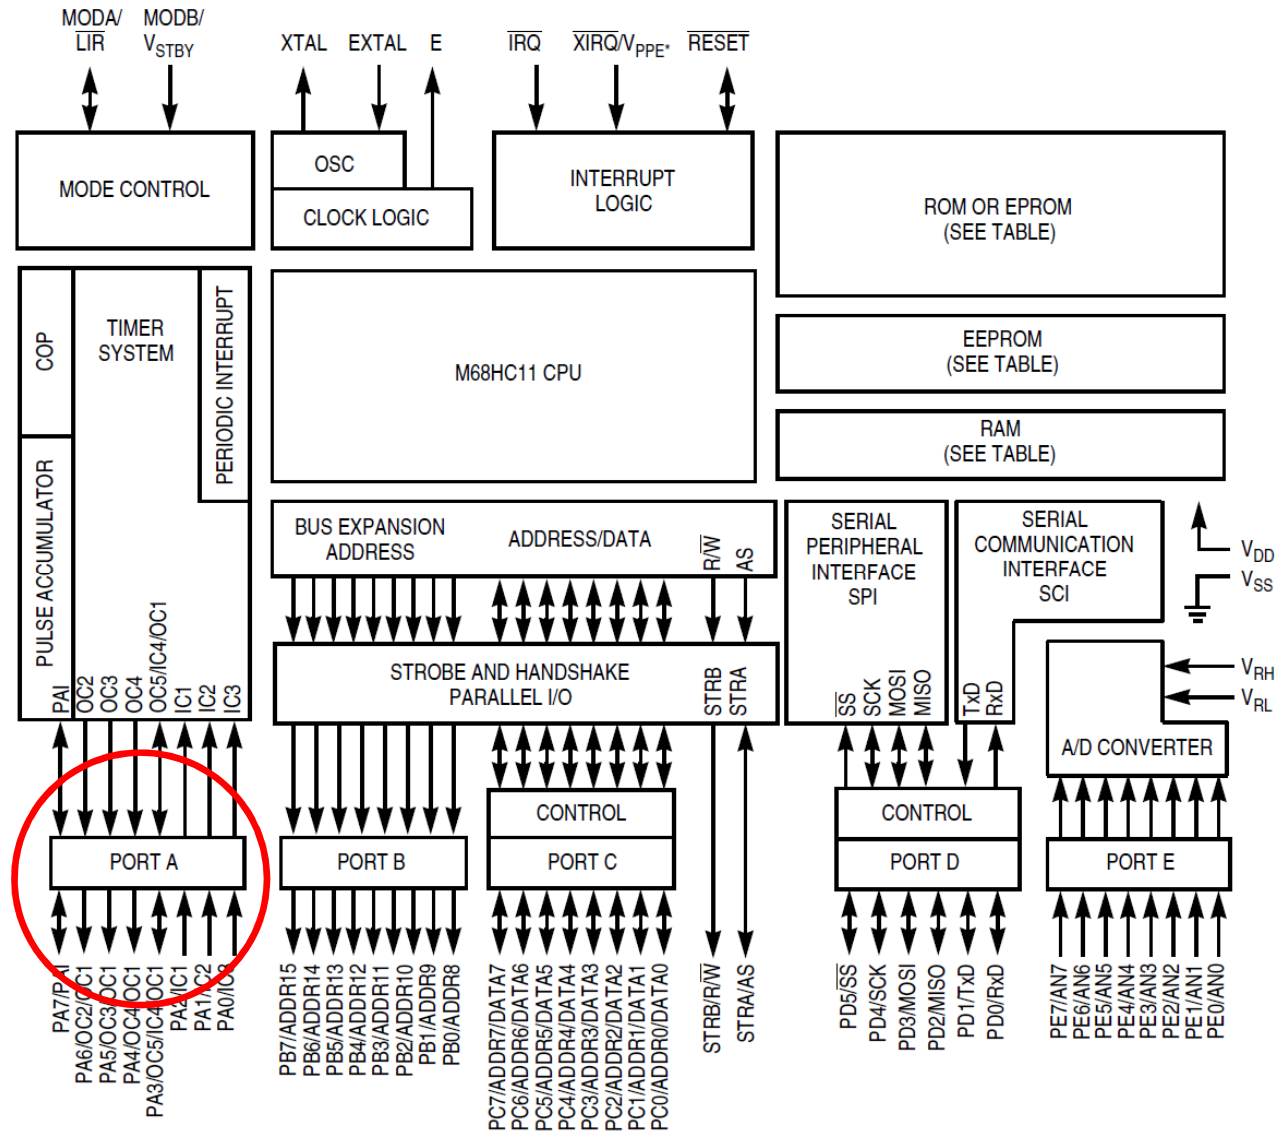 MODA/
LIR
MODB/
VSTBY
XTAL
EXTAL
E
IRQ
XIRQ/VPPE*
RESET
MODE CONTROL
OSC
CLOCK LOGIC
INTERRUPT
LOGIC
ROM OR EPROM
(SEE TABLE)
COP
TIMER
SYSTEM
PERIODIC INTERRUPT
M68HC11 CPU
EEPROM
(SEE TABLE)
RAM
(SEE TABLE)
PULSE ACCUMULATOR
BUS EXPANSION
ADDRESS
ADDRESS/DATA
R/W
AS
SERIAL
PERIPHERAL
INTERFACE
SPI
SERIAL
COMMUNICATION
INTERFACE
SCI
VDD
VSS
PAI
OC2
OC3
OC4
OC5/IC4/OC1
IC1
IC2
IC3
STROBE AND HANDSHAKE
PARALLEL I/O
STRB
STRA
SS
SCK
MOSI
MISO
TxD
RxD
VRH
VRL
A/D CONVERTER
CONTROL
CONTROL
PORT A
PORT B
PORT C
PORT D
PORT E
PA7/PAI
PA6/OC2/OC1
PA5/OC3/OC1
PA4/OC4/OC1
PA3/OC5/IC4/OC1
PA2/IC1
PA1/IC2
PA0/IC3
PB7/ADDR15
PB6/ADDR14
PB5/ADDR13
PB4/ADDR12
PB3/ADDR11
PB2/ADDR10
PB1/ADDR9
PB0/ADDR8
PC7/ADDR7/DATA7
PC6/ADDR6/DATA6
PC5/ADDR5/DATA5
PC4/ADDR4/DATA4
PC3/ADDR3/DATA3
PC2/ADDR2/DATA2
PC1/ADDR1/DATA1
PC0/ADDR0/DATA0
STRB/R/W
STRA/AS
PD5/SS
PD4/SCK
PD3/MOSI
PD2/MISO
PD1/TxD
PD0/RxD
PE7/AN7
PE6/AN6
PE5/AN5
PE4/AN4
PE3/AN3
PE2/AN2
PE1/AN1
PE0/AN0